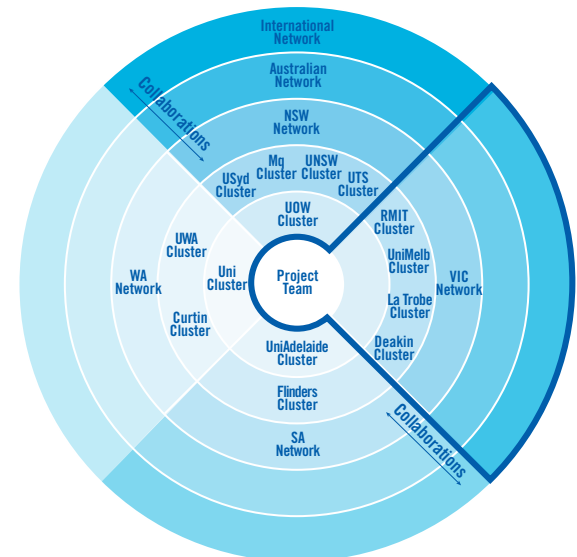 International
Network
Australian
Network
Collaborations
NSW
Network
USyd
Cluster
Mq
Cluster
UNSW
Cluster
UTS
Cluster
UOW
Cluster
RMIT
Cluster
UWA
Cluster
UniMelb
Cluster
WA
Network
Uni
Cluster
Project
Team
VIC
Network
Curtin
Cluster
La Trobe
Cluster
UniAdelaide
Cluster
Deakin
Cluster
Flinders
Cluster
SA
Network
Collaborations